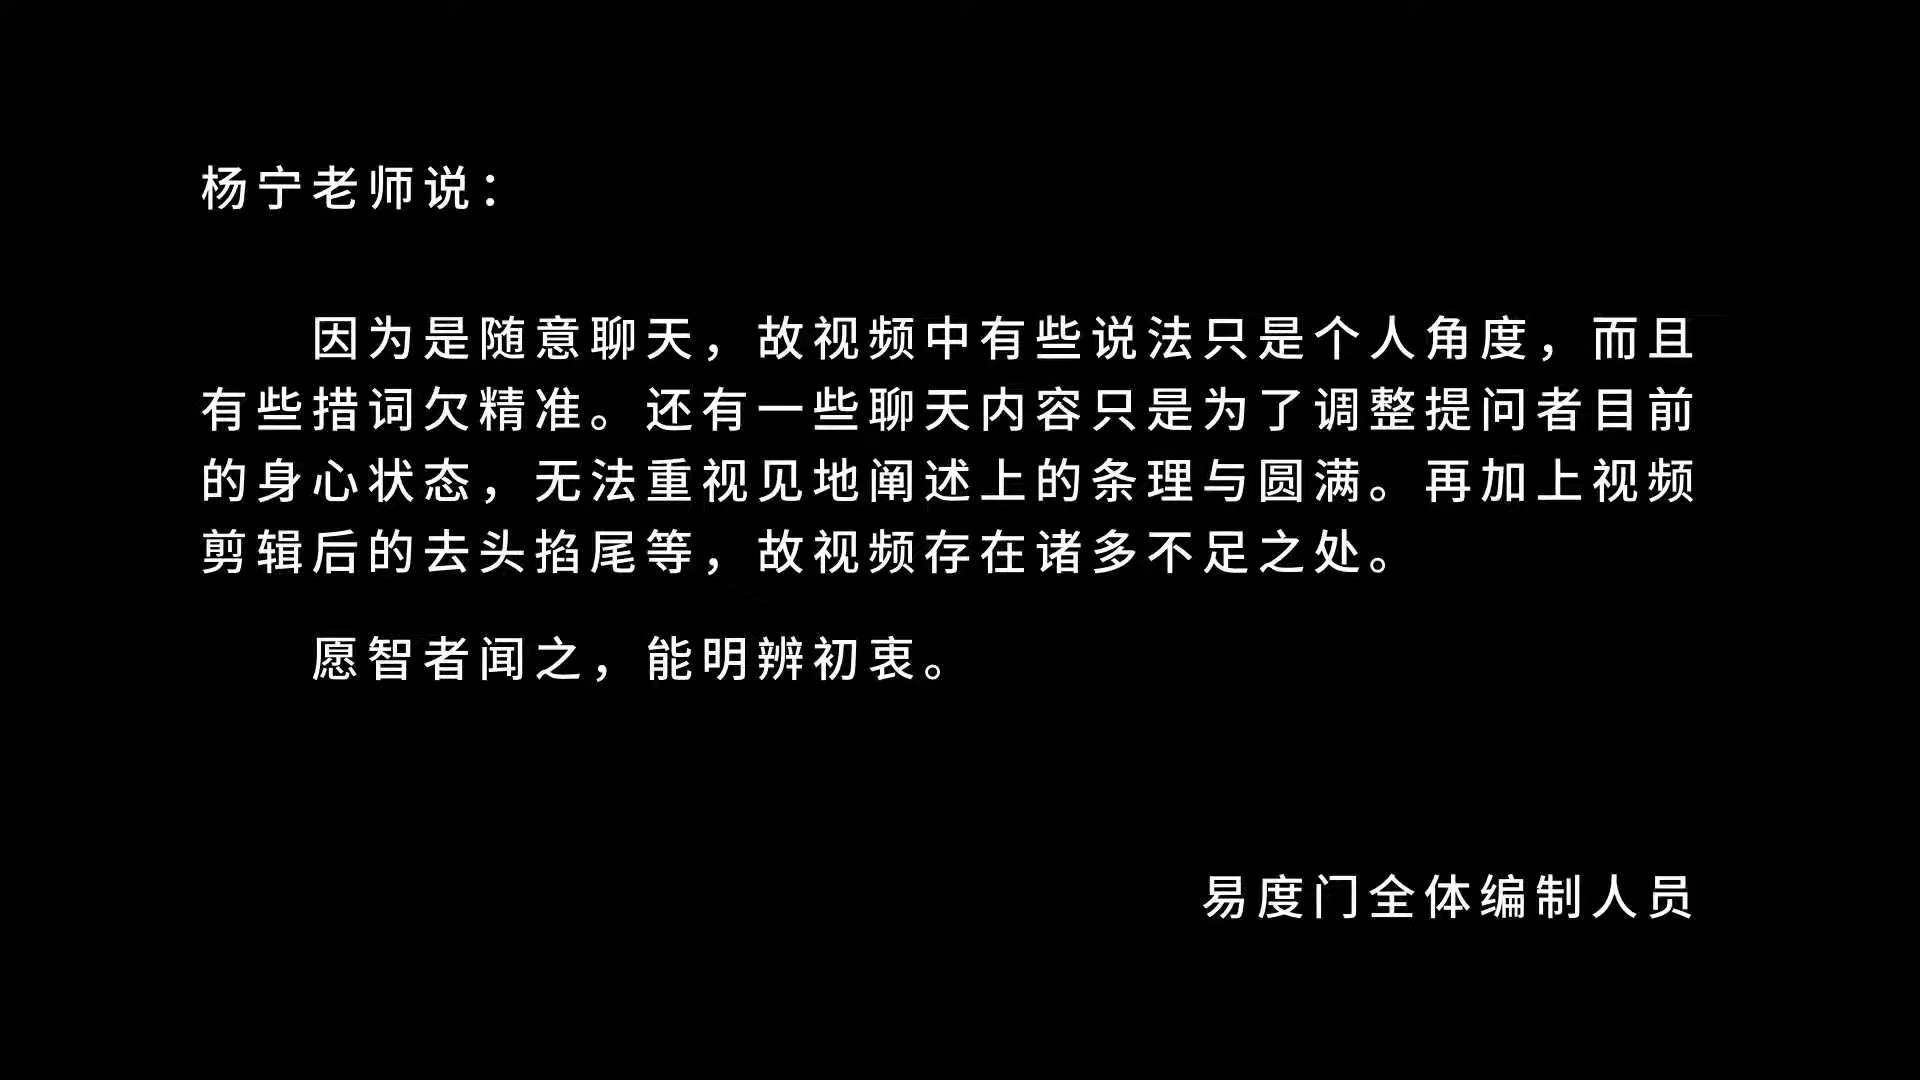 杨宁老师说：
因为是随意聊天，故视频中有些说法只是个人角度，而且
有些措词欠精准。还有一些聊天内容只是为了调整提问者目前
的身心状态，无法重视见地阐述上的条理与圆满。再加上视频
剪辑后的去头掐尾等，故视频存在诸多不足之处。
愿智者闻之，能明辨初衷。
易度门全体编制人员